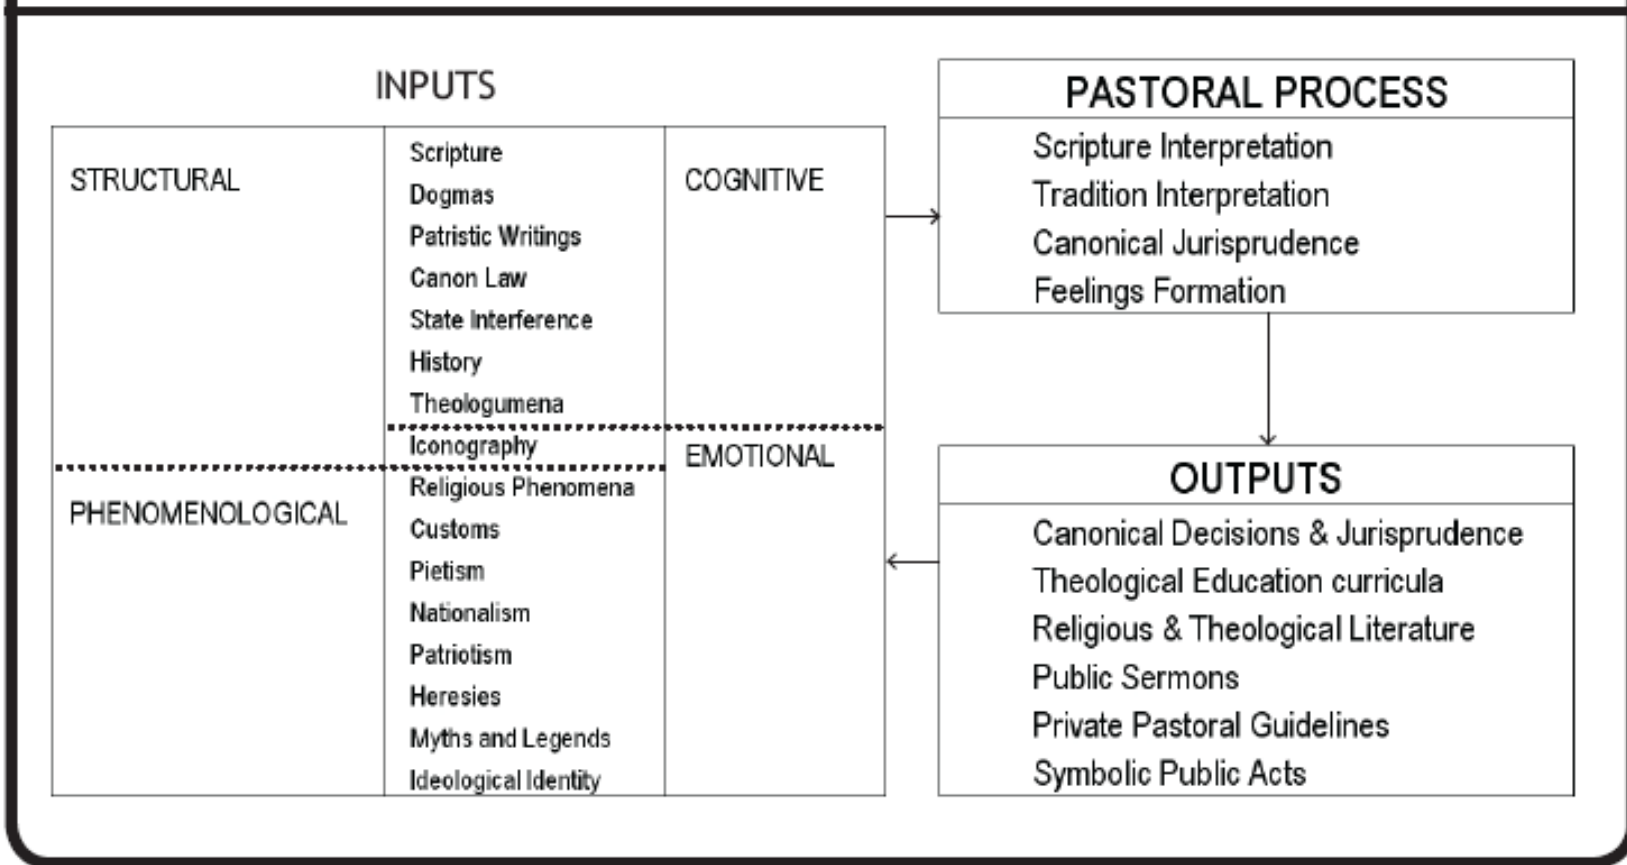 INPUTS
STRUCTURAL
PHENOMENOLOGICAL
Scripture
Dogmas
Patristic Writings
Canon Law
State Interference
History
Theologumena
Iconography
Religious Phenomena
Customs
Pietism
Nationalism
Patriotism
Heresies
Myths and Legends
Ideological Identity
COGNITIVE
EMOTIONAL
PASTORAL PROCESS
Scripture Interpretation
Tradition Interpretation
Canonical Jurisprudence
Feelings Formation
OUTPUTS
Canonical Decisions & Jurisprudence
Theological Education curricula
Religious & Theological Literature
Public Sermons
Private Pastoral Guidelines
Symbolic Public Acts